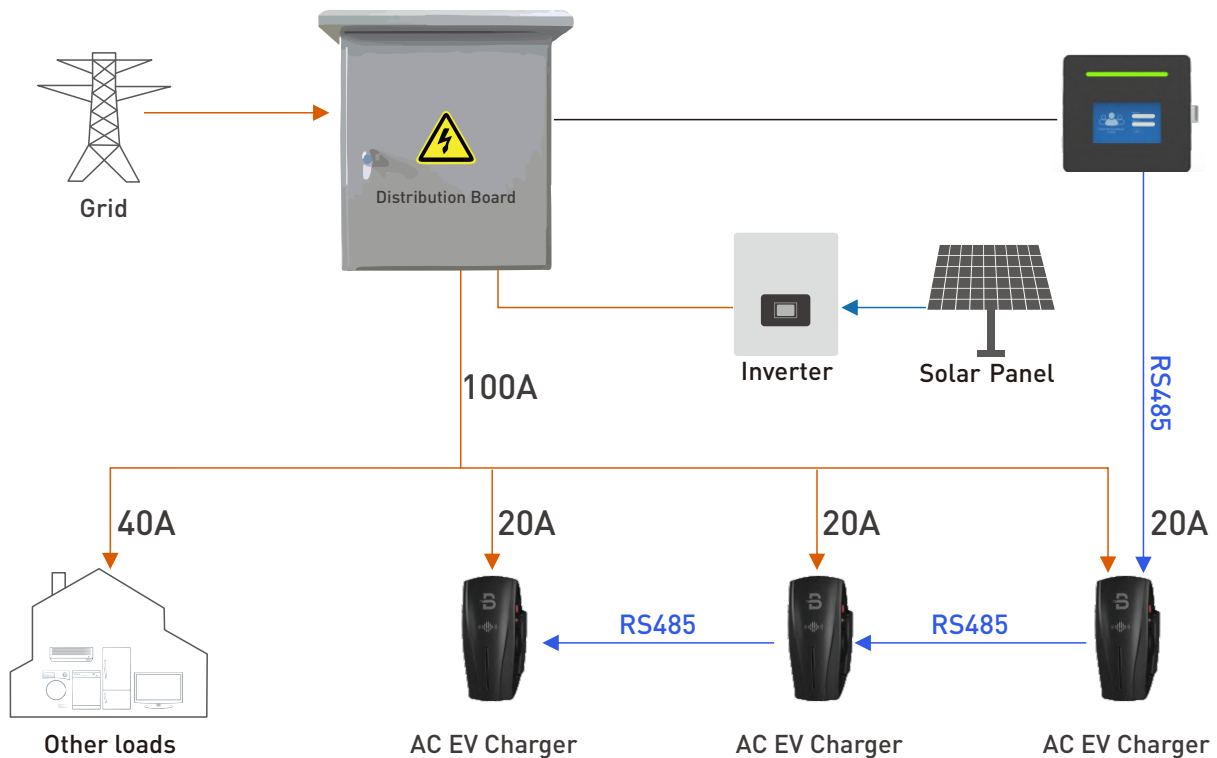 Grid
Distribution Board
Inverter
Solar Panel
100A
RS485
40A
20A
20A
20A
RS485
RS485
Other loads
AC EV Charger
AC EV Charger
AC EV Charger